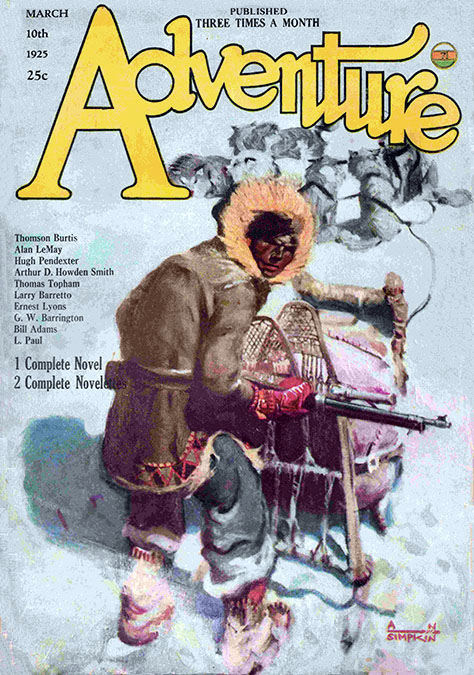 MARCH
10th
1925
25c
PUBLISHED
THREE TIMES A MONTH
Adventure
Thomson Burtis
Alan LeMay
Hugh Pendexter
Arthur D. Howden Smith
Thomas Topham
Larry Barretto
Ernest Lyons
G. W. Barrington
Bill Adams
L. Paul
1 Complete Novel
2 Complete Novelettes
A N
SIMPKIN